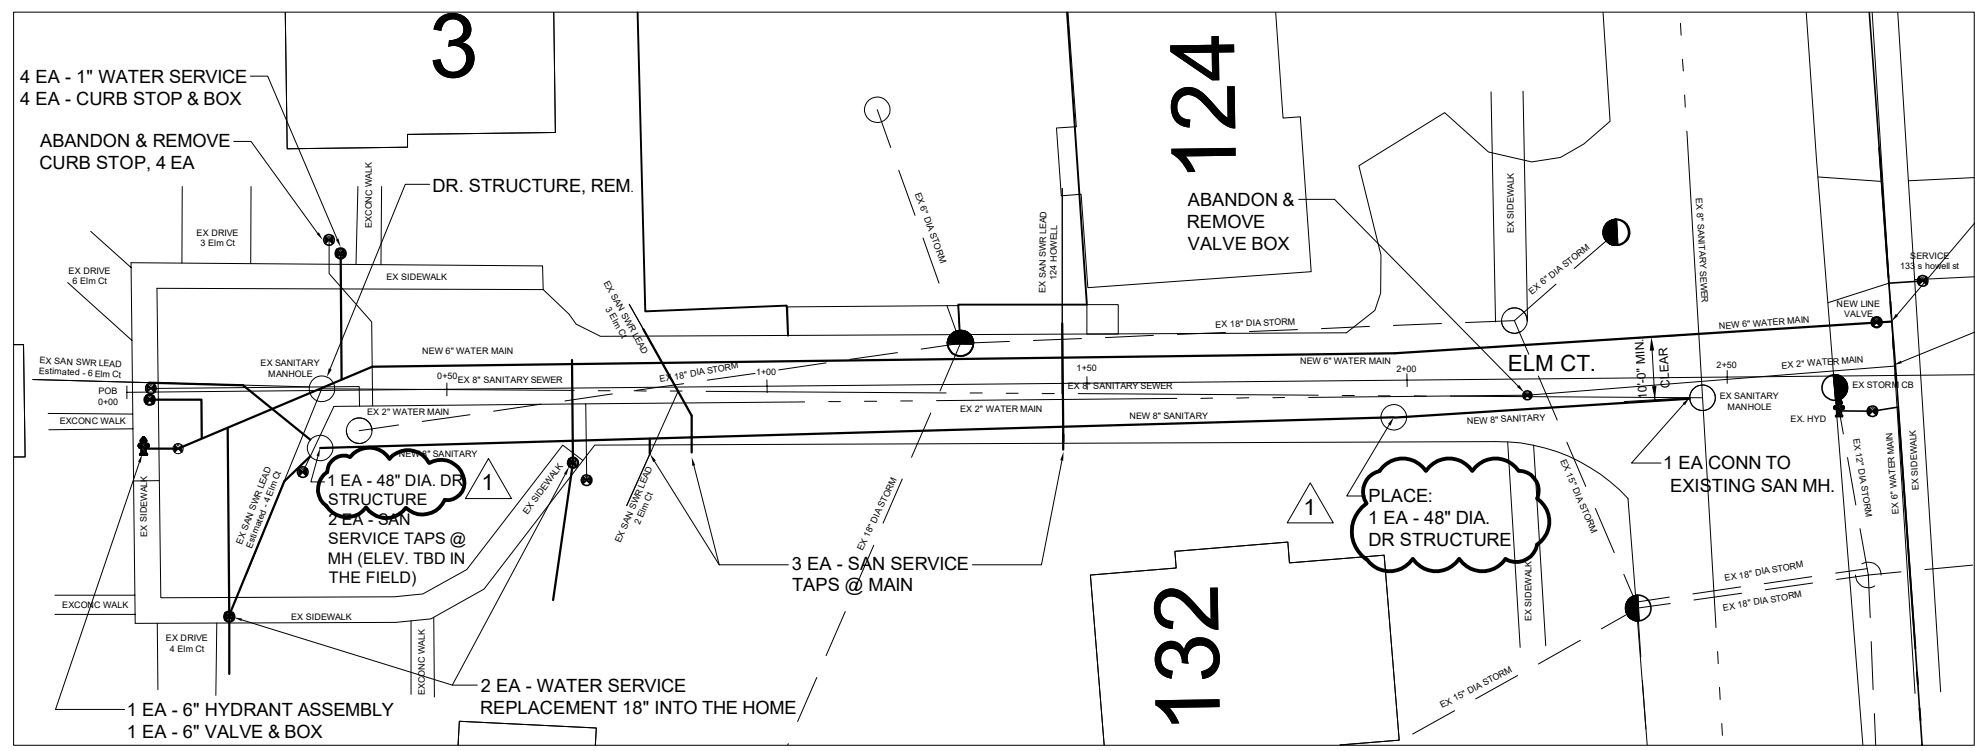 3
124
132
4 EA - 1" WATER SERVICE
4 EA - CURB STOP & BOX
ABANDON & REMOVE
CURB STOP, 4 EA
DR. STRUCTURE, REM.
EXCONC WALK
EX DRIVE
3 Elm Ct
EX DRIVE
6 Elm Ct
EX SIDEWALK
EX SAN SWR LEAD
3 Elm Ct
EX 6" DIA STORM
EX SAN SWR LEAD
124 HOWELL
ABANDON &
REMOVE
VALVE BOX
EX SIDEWALK
EX 6" DIA STORM
EX 8" SANITARY SEWER
SERVICE
133 s howell st
NEW LINE
VALVE
EX SAN SWR LEAD
Estimated - 6 Elm Ct
POB
0+00
EX SANITARY
MANHOLE
NEW 6" WATER MAIN
0+50
EX 8" SANITARY SEWER
EX 18" DIA STORM
1+00
EX 18" DIA STORM
1+50
EX 8 SANITARY SEWER
NEW 6" WATER MAIN
2+00
ELM CT.
10'-0" MIN.
CLEAR
NEW 6" WATER MAIN
2+50
EX 2" WATER MAIN
EX STORM CB
EX SANITARY
MANHOLE
EX. HYD
EXCONC WALK
EX 2" WATER MAIN
EX 2" WATER MAIN
NEW 8" SANITARY
NEW 8" SANITARY
NEW 8" SANITARY
EX SIDEWALK
EX SAN SWR LEAD
Estimated - 4 Elm Ct
1 EA - 48" DIA. DR
STRUCTURE
1
2 EA - SAN
SERVICE TAPS @
MH (ELEV. TBD IN
THE FIELD)
EX SIDEWALK
EX SAN SWR LEAD
2 Elm Ct
EX 18" DIA STORM
3 EA - SAN SERVICE
TAPS @ MAIN
1
PLACE:
1 EA - 48" DIA.
DR STRUCTURE
EX 15" DIA STORM
1 EA CONN TO
EXISTING SAN MH.
EX 12" DIA STORM
EX 6" WATER MAIN
EX SIDEWALK
EX SIDEWALK
EX 18" DIA STORM
EX 18" DIA STORM
EX 15" DIA STORM
EXCONC WALK
EX SIDEWALK
EX DRIVE
4 Elm Ct
EXCONC WALK
2 EA - WATER SERVICE
REPLACEMENT 18" INTO THE HOME
1 EA - 6" HYDRANT ASSEMBLY
1 EA - 6" VALVE & BOX